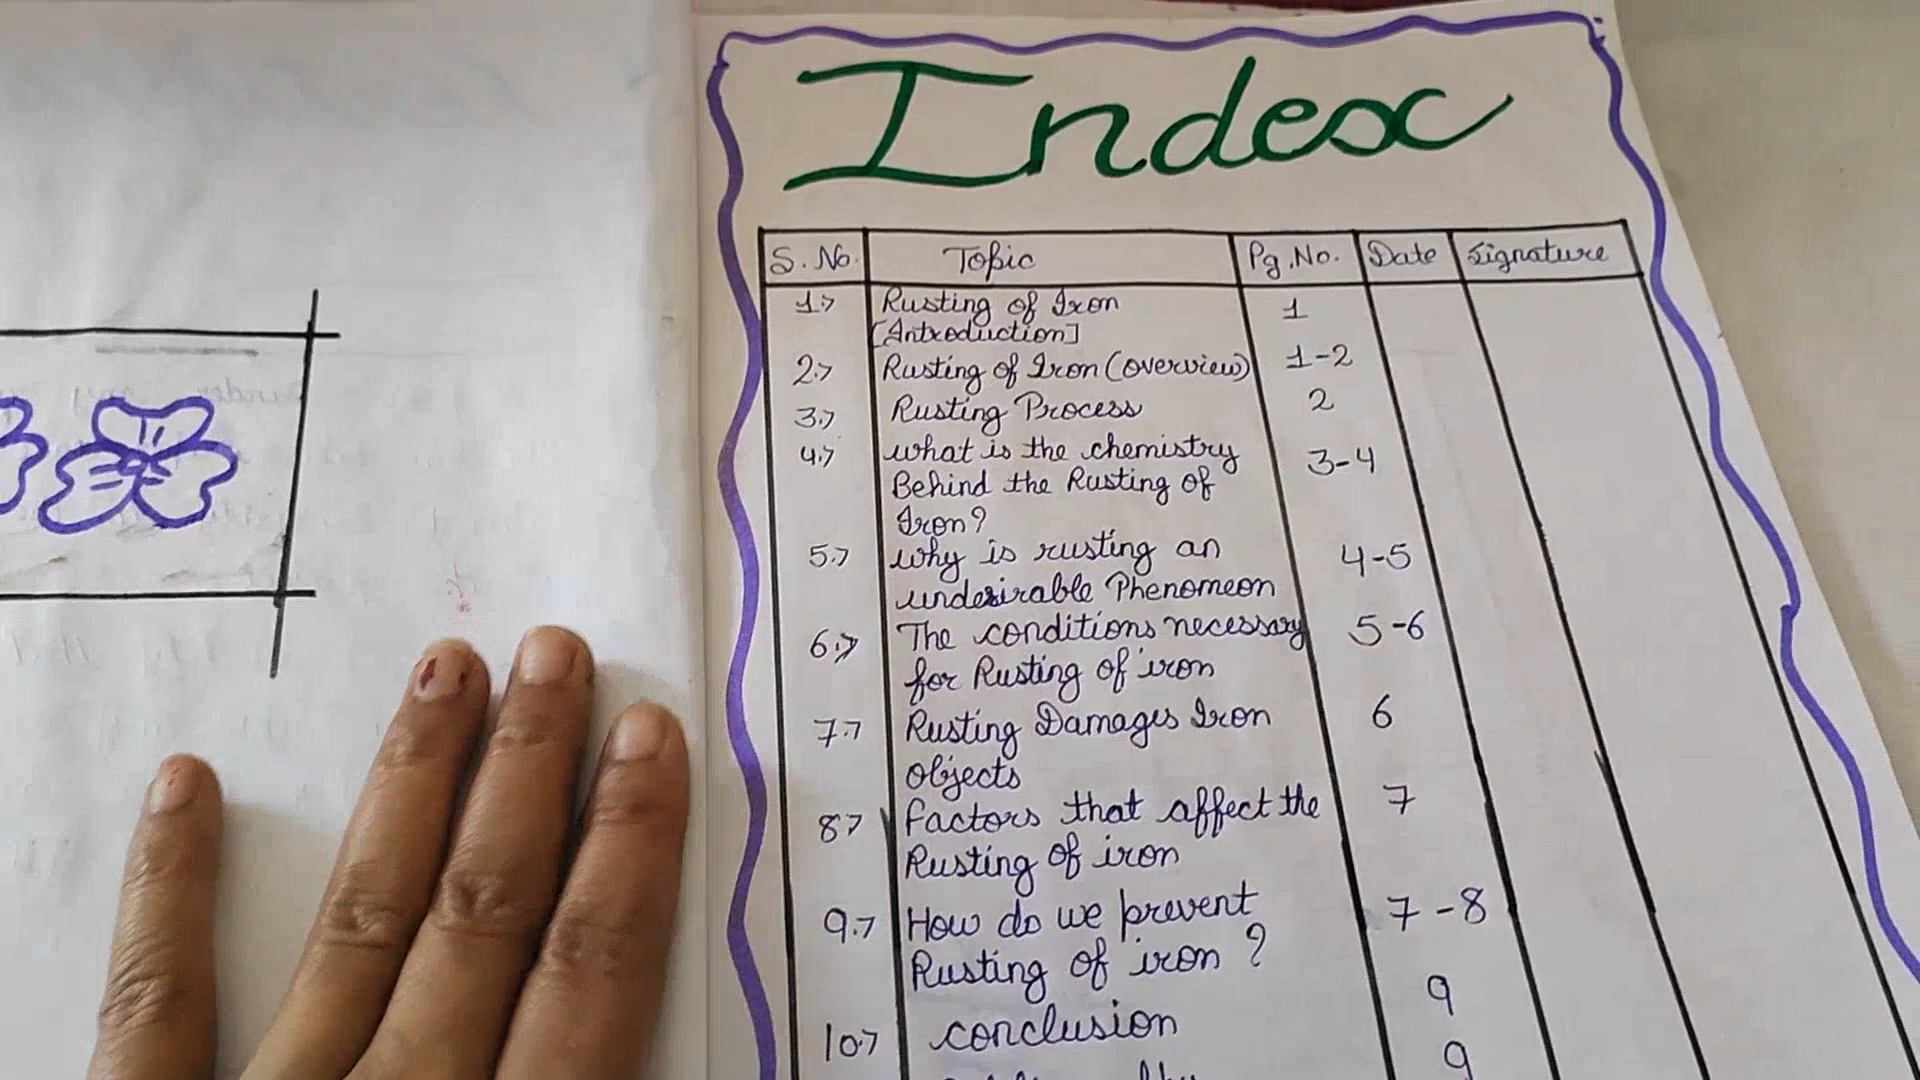 Index
S. No. Topic Pg. No. Date Signature
1.> Rusting of Iron 1
[Introduction]
2.> Rusting of Iron (overview) 1-2
3.> Rusting Process 2
4.> what is the chemistry 3-4
Behind the Rusting of
Iron?
5.> why is rusting an 4-5
undesirable Phenomeon
6.> The conditions necessary 5-6
for Rusting of iron
7.> Rusting Damages Iron 6
objects
8> factors that affect the 7
Rusting of iron
9.> How do we prevent 7-8
Rusting of iron ?
10.> conclusion 9
9